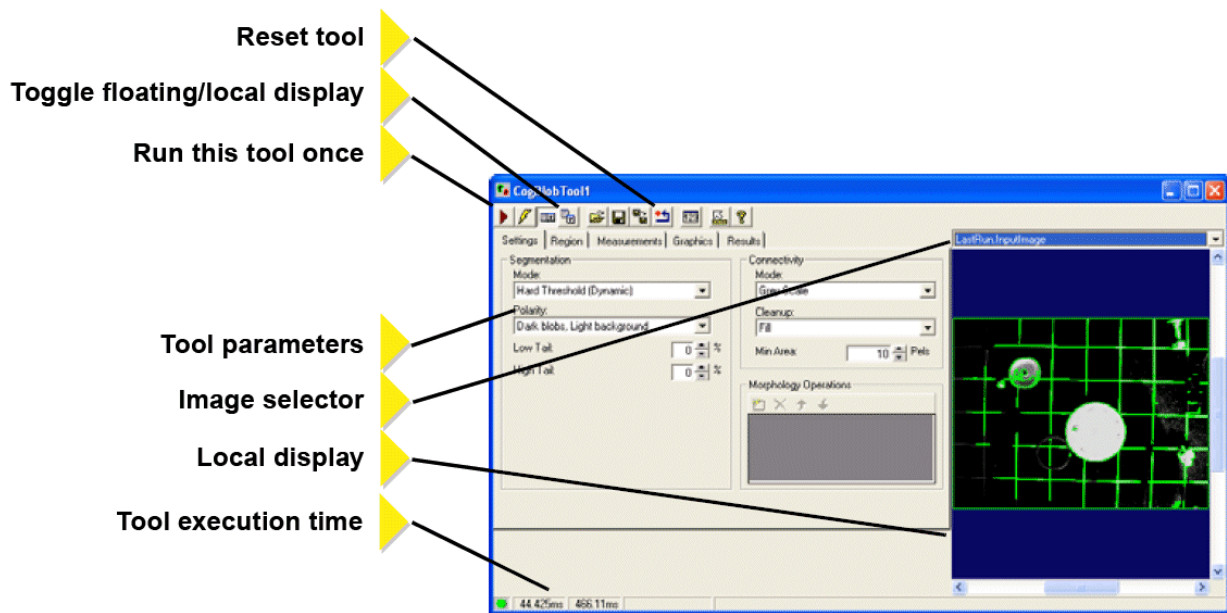 Reset tool
Toggle floating/local display
Run this tool once
Tool parameters
Image selector
Local display
Tool execution time
CogBlobTool1
Settings
Region
Measurements
Graphics
Results
LastRun.InputImage
Segmentation
Mode:
Hard Threshold (Dynamic)
Polarity:
Dark blobs, Light background
Low Tail:
0 %
High Tail:
0 %
Connectivity
Mode:
Grey Scale
Cleanup:
Fill
Min Area:
10 Pels
Morphology Operations
44.425ms
466.11ms